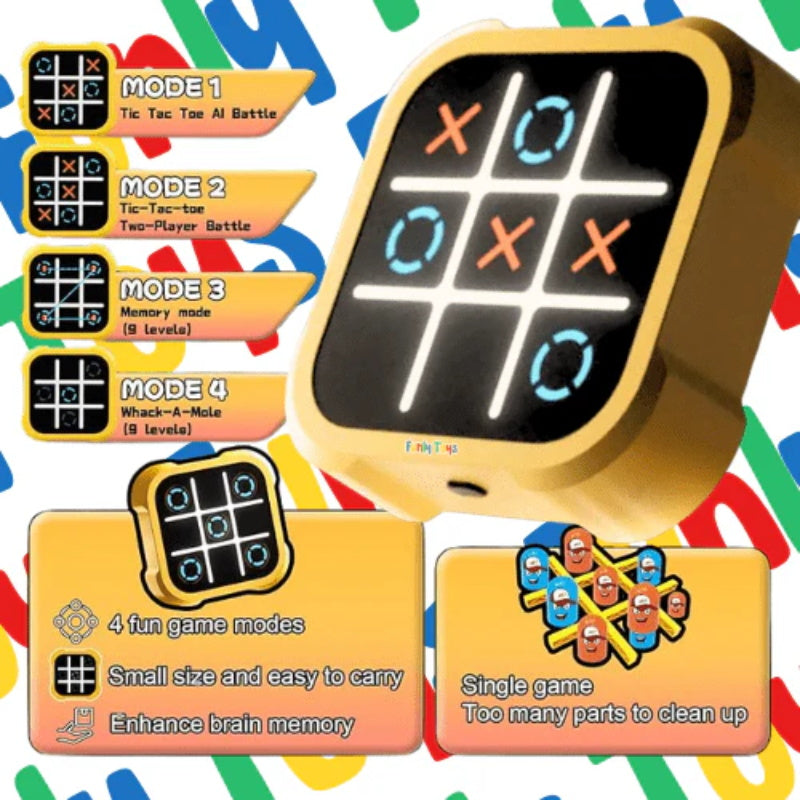 MODE 1
Tic Tac Toe AI Battle
MODE 2
Tic-Tac-toe
Two-Player Battle
MODE 3
Memory mode
(9 levels)
MODE 4
Whack-A-Mole
(9 levels)
Funly Toys
4 fun game modes
Small size and easy to carry
Enhance brain memory
Single game
Too many parts to clean up